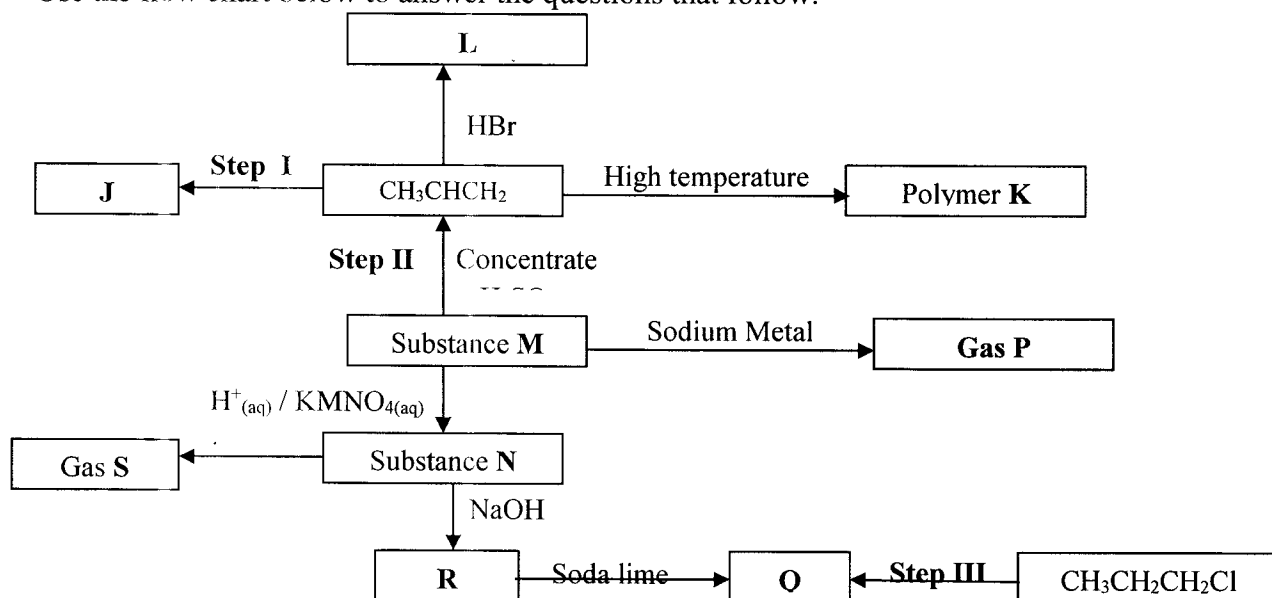 Use the flow chart below to answer the questions that follow.
L
HBr
Step I
High temperature
J
CH₃CHCH₂
Polymer K
Step II
Concentrate
Substance M
Sodium Metal
Gas P
H⁺(aq) / KMNO₄(aq)
Gas S
Substance N
NaOH
R
Soda lime
Q
Step III
CH₃CH₂CH₂Cl